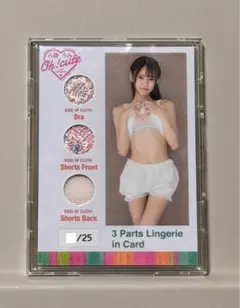 Oh! cute
KIND OF CLOTH
Bra
KIND OF CLOTH
Shorts Front
KIND OF CLOTH
Shorts Back
/25
3 Parts Lingerie
in Card